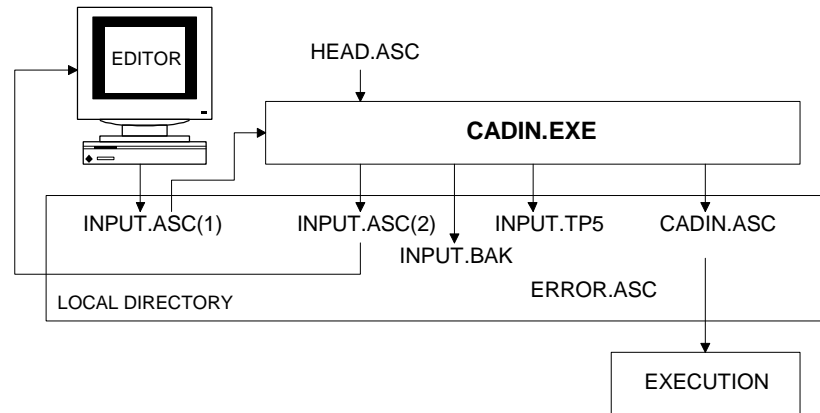 EDITOR
HEAD.ASC
CADIN.EXE
INPUT.ASC(1)
INPUT.ASC(2)
INPUT.TP5
CADIN.ASC
INPUT.BAK
ERROR.ASC
LOCAL DIRECTORY
EXECUTION